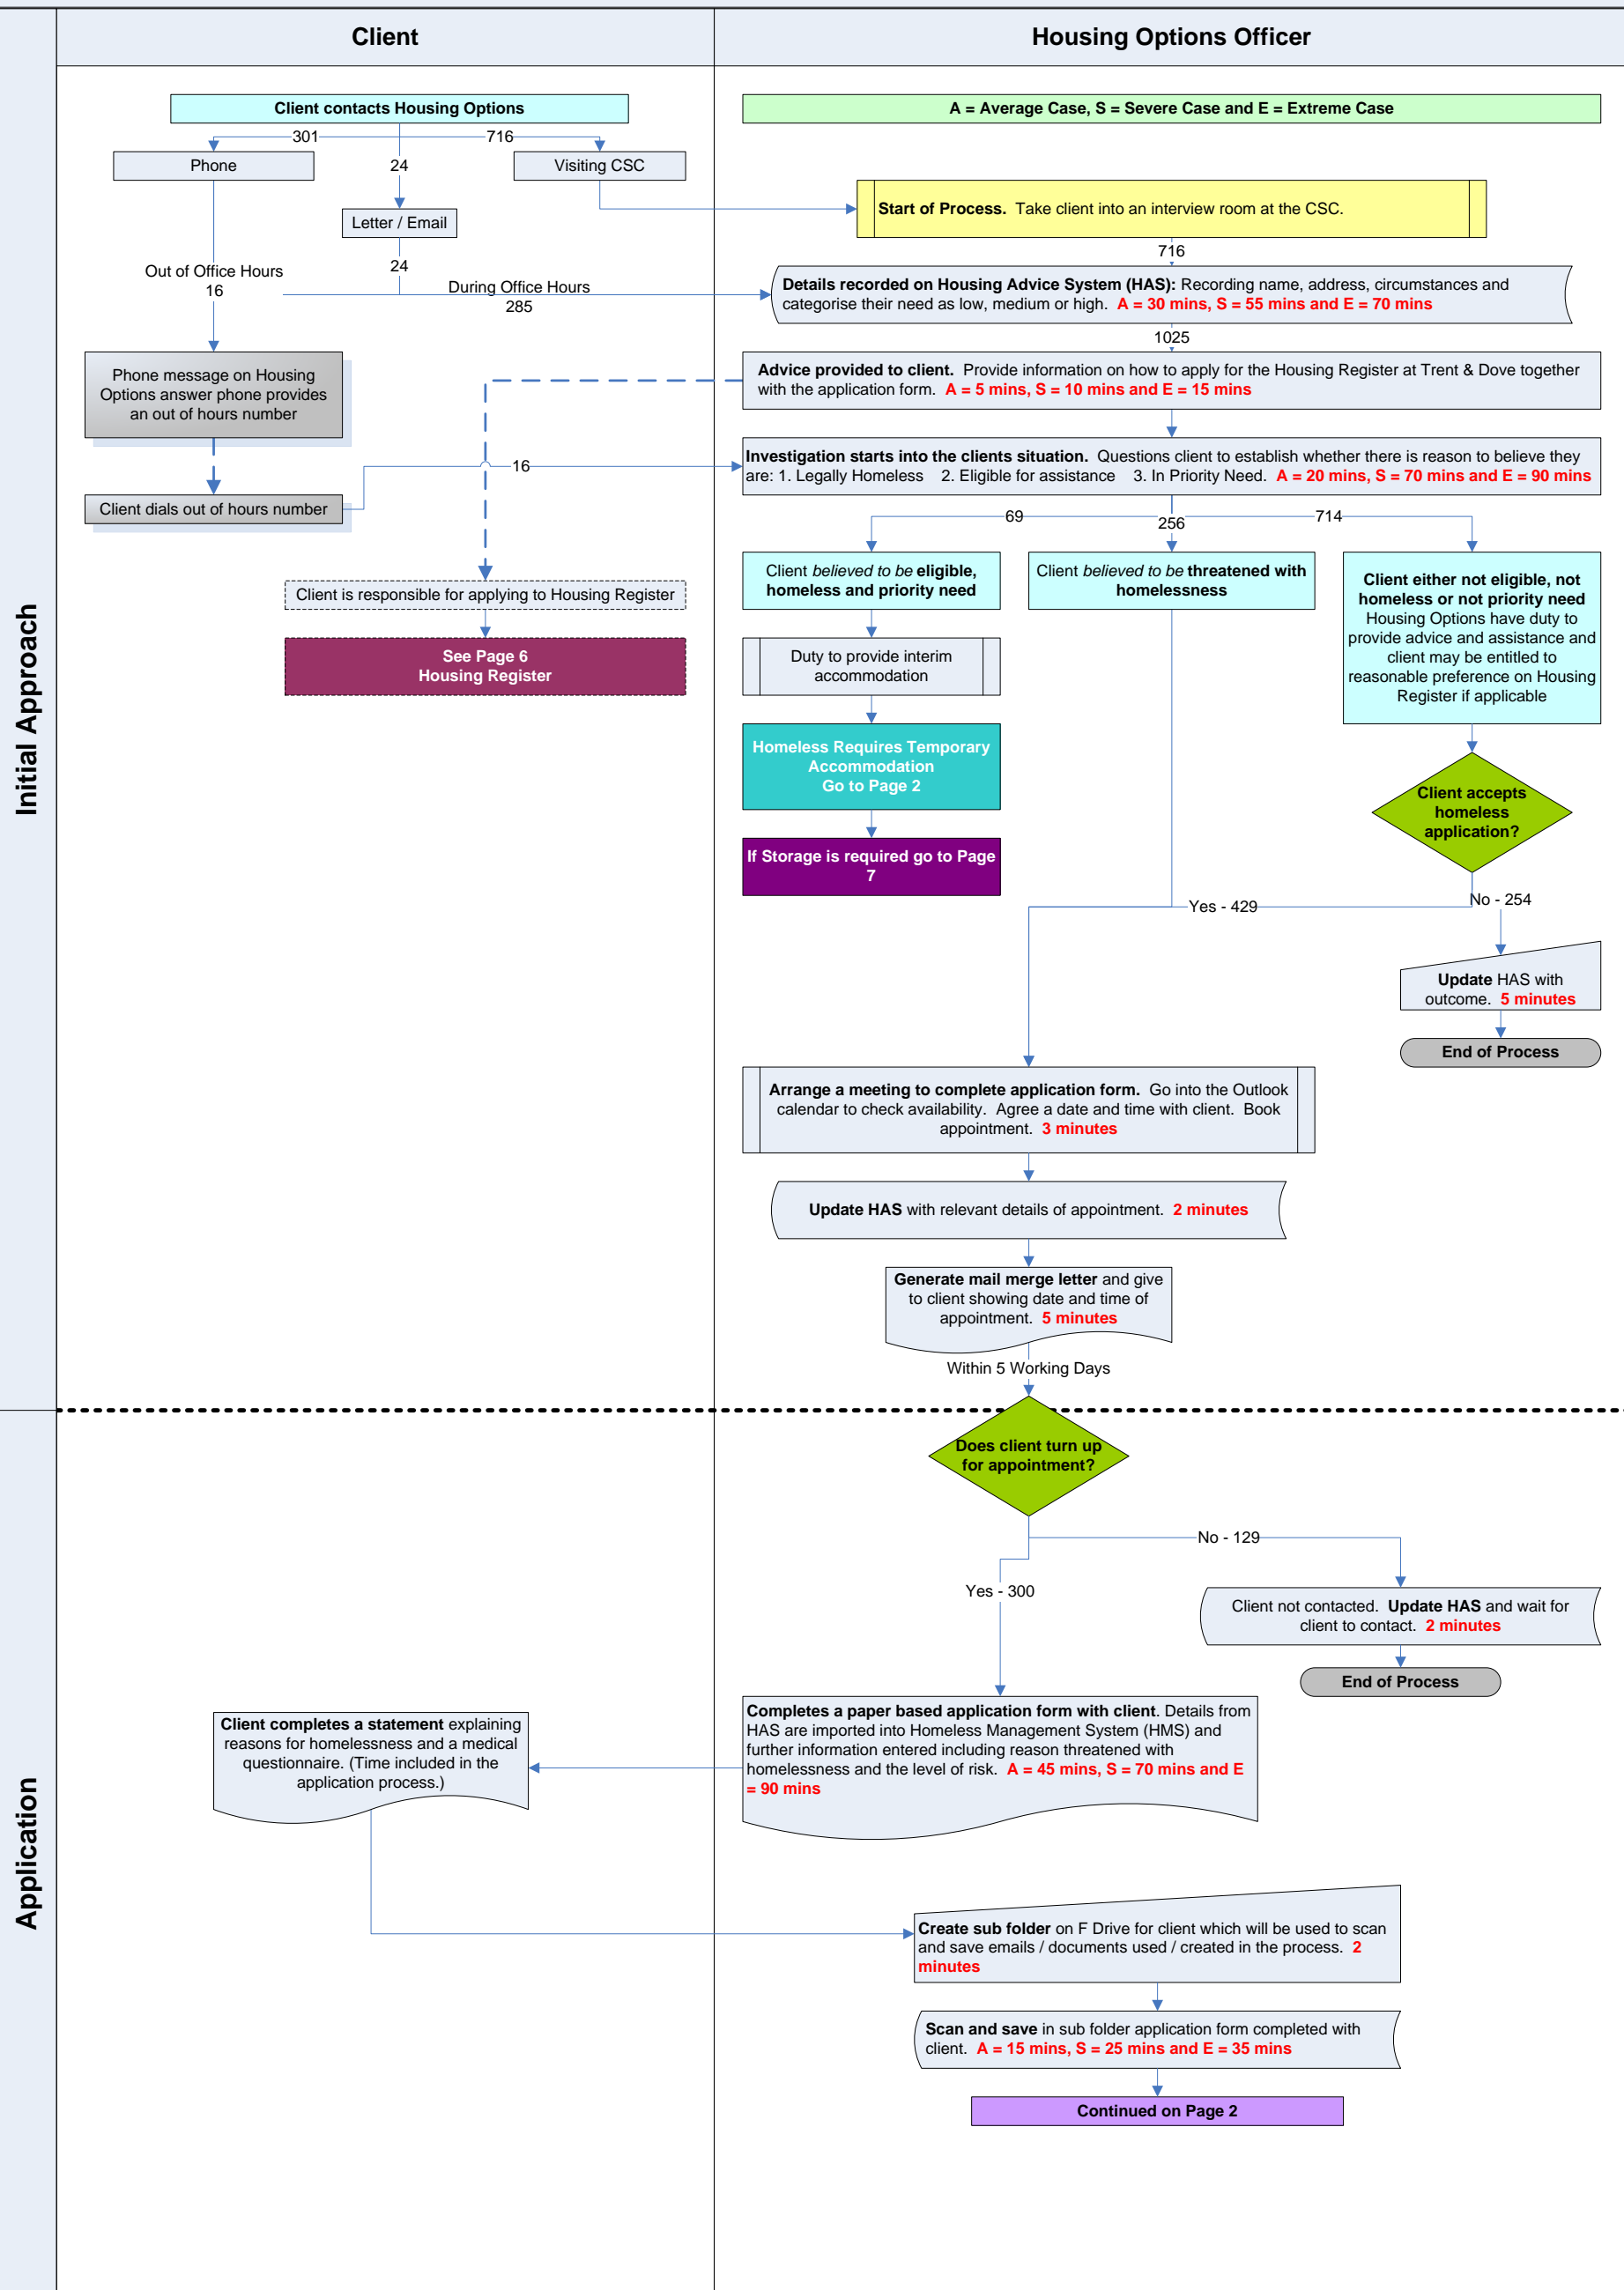 Client
Housing Options Officer
Initial Approach
Client contacts Housing Options
A = Average Case, S = Severe Case and E = Extreme Case
301
716
Phone
24
Visiting CSC
Start of Process.  Take client into an interview room at the CSC.
Letter / Email
716
24
Out of Office Hours
16
During Office Hours
285
Details recorded on Housing Advice System (HAS): Recording name, address, circumstances and
categorise their need as low, medium or high.  A = 30 mins, S = 55 mins and E = 70 mins
1025
Phone message on Housing
Options answer phone provides
an out of hours number
Advice provided to client.  Provide information on how to apply for the Housing Register at Trent & Dove together
with the application form.  A = 5 mins, S = 10 mins and E = 15 mins
16
Investigation starts into the clients situation.  Questions client to establish whether there is reason to believe they
are: 1. Legally Homeless    2. Eligible for assistance    3. In Priority Need.  A = 20 mins, S = 70 mins and E = 90 mins
Client dials out of hours number
69
256
714
Client is responsible for applying to Housing Register
See Page 6
Housing Register
Client believed to be eligible,
homeless and priority need
Client believed to be threatened with
homelessness
Client either not eligible, not
homeless or not priority need
Housing Options have duty to
provide advice and assistance and
client may be entitled to
reasonable preference on Housing
Register if applicable
Duty to provide interim
accommodation
Homeless Requires Temporary
Accommodation
Go to Page 2
If Storage is required go to Page
7
Client accepts
homeless
application?
Yes - 429
No - 254
Update HAS with
outcome.  5 minutes
End of Process
Arrange a meeting to complete application form.  Go into the Outlook
calendar to check availability.  Agree a date and time with client.  Book
appointment.  3 minutes
Update HAS with relevant details of appointment.  2 minutes
Generate mail merge letter and give
to client showing date and time of
appointment.  5 minutes
Within 5 Working Days
Application
Does client turn up
for appointment?
No - 129
Yes - 300
Client not contacted.  Update HAS and wait for
client to contact.  2 minutes
End of Process
Completes a paper based application form with client. Details from
HAS are imported into Homeless Management System (HMS) and
further information entered including reason threatened with
homelessness and the level of risk.  A = 45 mins, S = 70 mins and E
= 90 mins
Client completes a statement explaining
reasons for homelessness and a medical
questionnaire. (Time included in the
application process.)
Create sub folder on F Drive for client which will be used to scan
and save emails / documents used / created in the process.  2
minutes
Scan and save in sub folder application form completed with
client.  A = 15 mins, S = 25 mins and E = 35 mins
Continued on Page 2